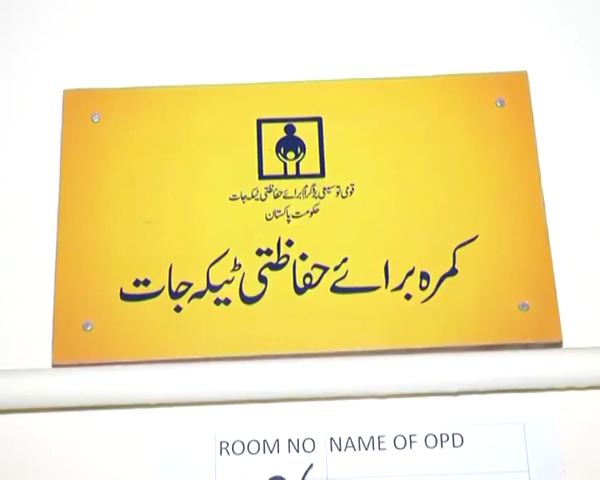 قومی توسیعی پروگرام برائے حفاظتی ٹیکہ جات
حکومت پاکستان
کمرہ برائے حفاظتی ٹیکہ جات
ROOM NO NAME OF OPD